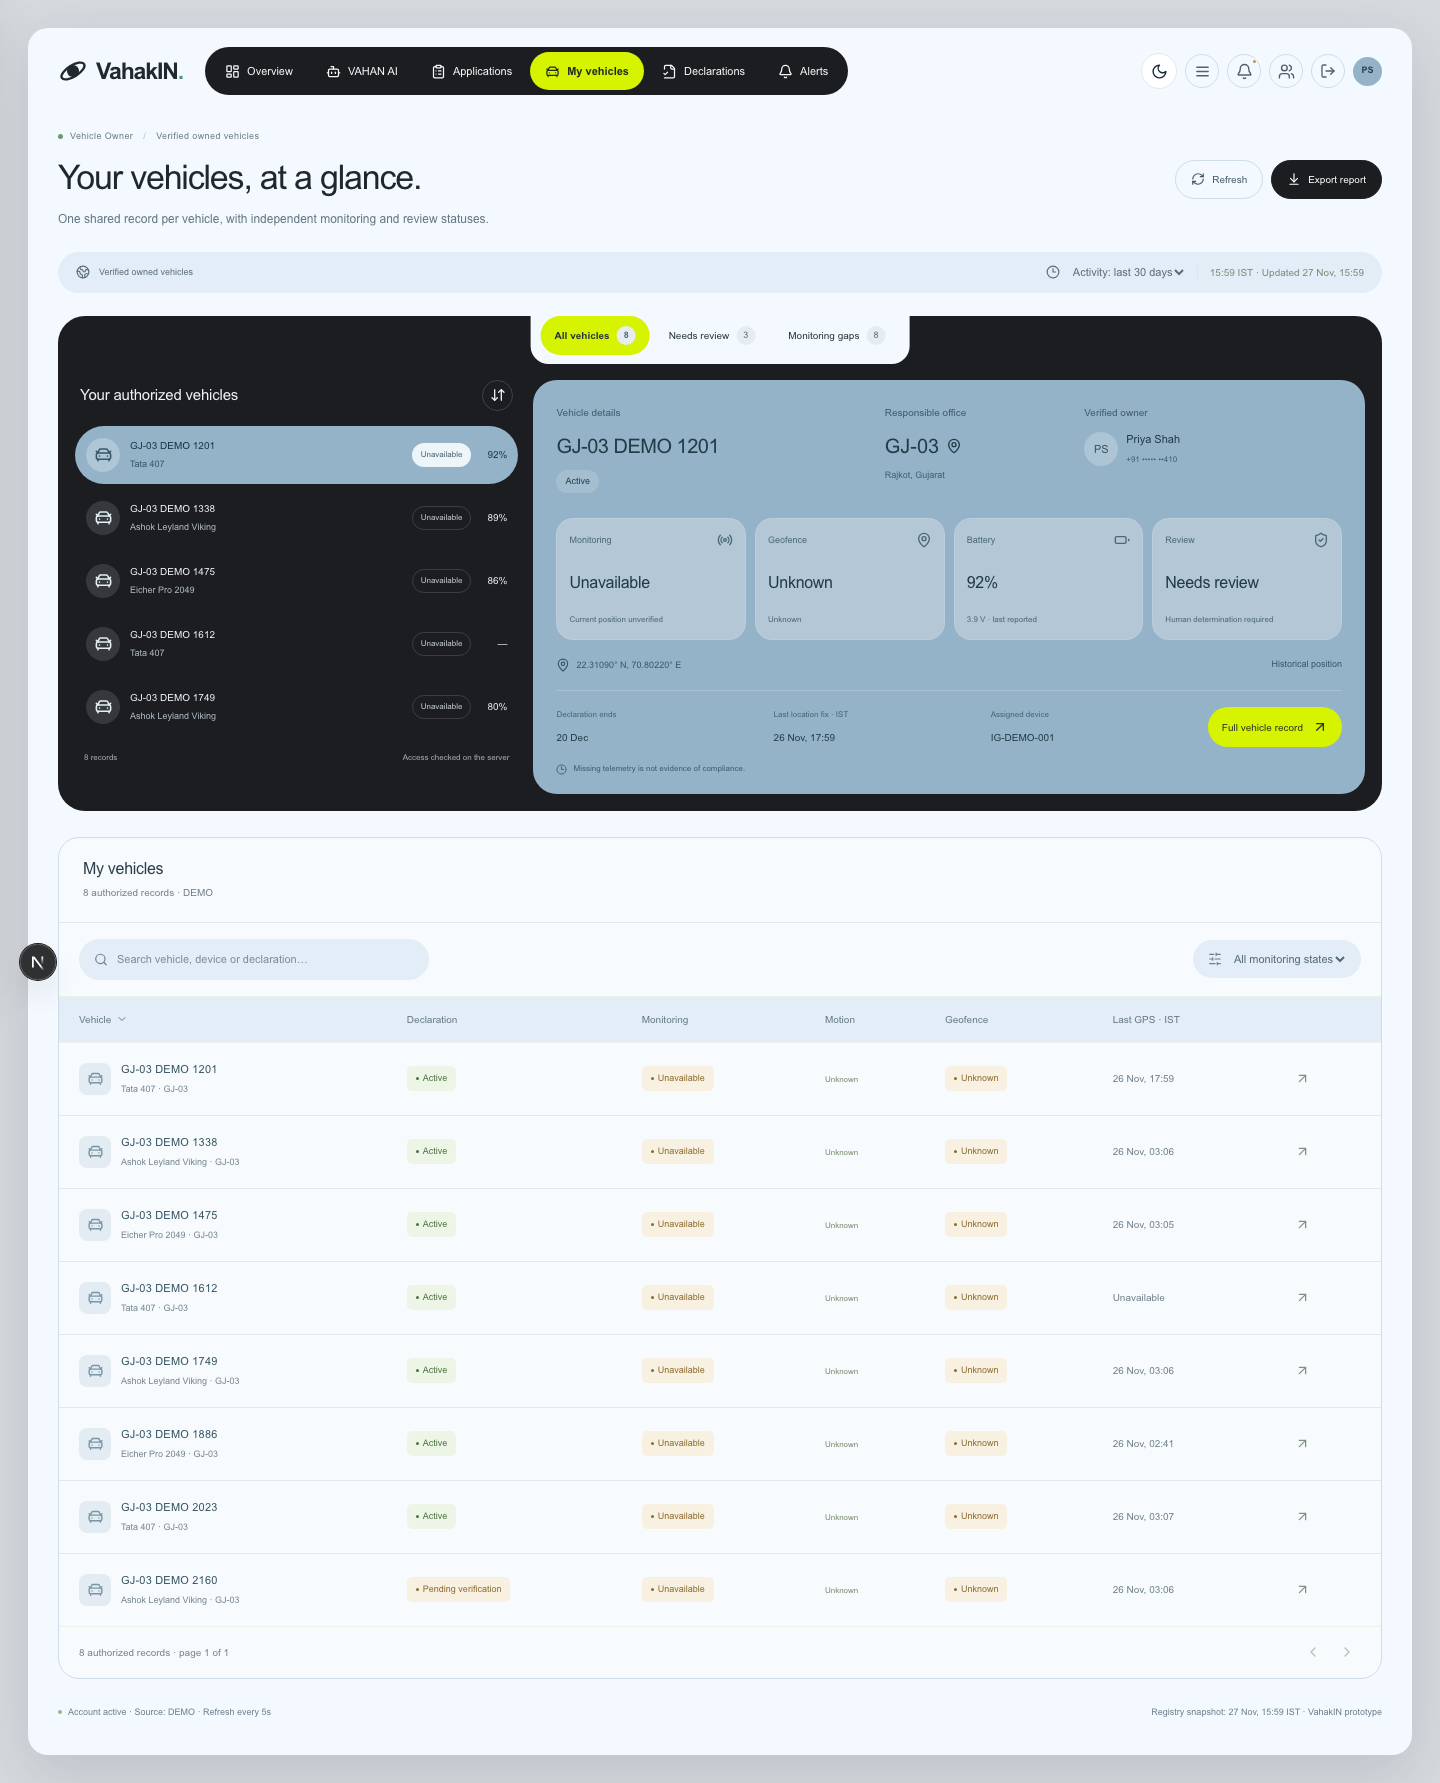 VahakIN.
Overview
VAHAN AI
Applications
My vehicles
Declarations
Alerts
PS
Vehicle Owner / Verified owned vehicles
Your vehicles, at a glance.
Refresh
Export report
One shared record per vehicle, with independent monitoring and review statuses.
Verified owned vehicles
Activity: last 30 days
15:59 IST · Updated 27 Nov, 15:59
All vehicles 8
Needs review 3
Monitoring gaps 8
Your authorized vehicles
GJ-03 DEMO 1201
Tata 407
Unavailable
92%
GJ-03 DEMO 1338
Ashok Leyland Viking
Unavailable
89%
GJ-03 DEMO 1475
Eicher Pro 2049
Unavailable
86%
GJ-03 DEMO 1612
Tata 407
Unavailable
—
GJ-03 DEMO 1749
Ashok Leyland Viking
Unavailable
80%
8 records
Access checked on the server
Vehicle details
GJ-03 DEMO 1201
Active
Responsible office
GJ-03
Rajkot, Gujarat
Verified owner
PS
Priya Shah
+91 ••••• ••410
Monitoring
Unavailable
Current position unverified
Geofence
Unknown
Unknown
Battery
92%
3.9 V · last reported
Review
Needs review
Human determination required
22.31090° N, 70.80220° E
Historical position
Declaration ends
20 Dec
Last location fix · IST
26 Nov, 17:59
Assigned device
IG-DEMO-001
Full vehicle record
Missing telemetry is not evidence of compliance.
My vehicles
8 authorized records · DEMO
N
Search vehicle, device or declaration…
All monitoring states
Vehicle Declaration Monitoring Motion Geofence Last GPS · IST
GJ-03 DEMO 1201
Tata 407 · GJ-03
Active
Unavailable
Unknown
Unknown
26 Nov, 17:59
GJ-03 DEMO 1338
Ashok Leyland Viking · GJ-03
Active
Unavailable
Unknown
Unknown
26 Nov, 03:06
GJ-03 DEMO 1475
Eicher Pro 2049 · GJ-03
Active
Unavailable
Unknown
Unknown
26 Nov, 03:05
GJ-03 DEMO 1612
Tata 407 · GJ-03
Active
Unavailable
Unknown
Unknown
Unavailable
GJ-03 DEMO 1749
Ashok Leyland Viking · GJ-03
Active
Unavailable
Unknown
Unknown
26 Nov, 03:06
GJ-03 DEMO 1886
Eicher Pro 2049 · GJ-03
Active
Unavailable
Unknown
Unknown
26 Nov, 02:41
GJ-03 DEMO 2023
Tata 407 · GJ-03
Active
Unavailable
Unknown
Unknown
26 Nov, 03:07
GJ-03 DEMO 2160
Ashok Leyland Viking · GJ-03
Pending verification
Unavailable
Unknown
Unknown
26 Nov, 03:06
8 authorized records · page 1 of 1
Account active · Source: DEMO · Refresh every 5s
Registry snapshot: 27 Nov, 15:59 IST · VahakIN prototype